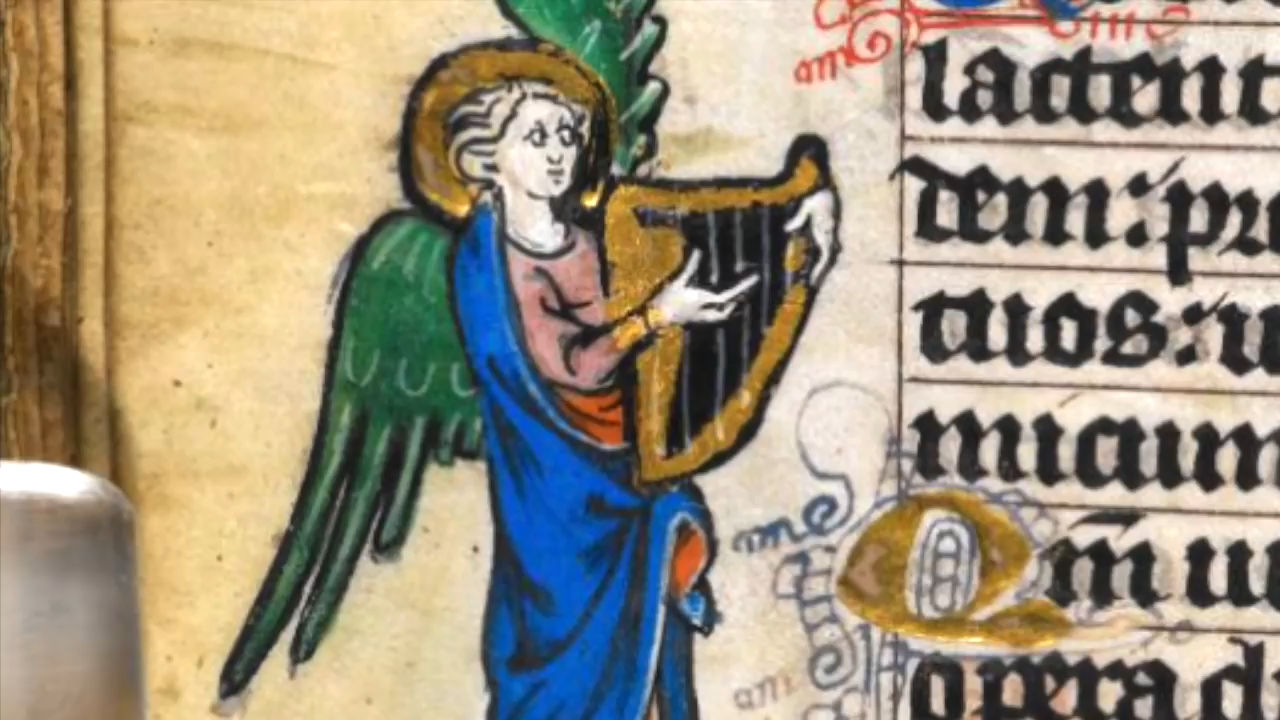 lactent
dem: pr
tuos: u
micum
Qm̄ u
opera d